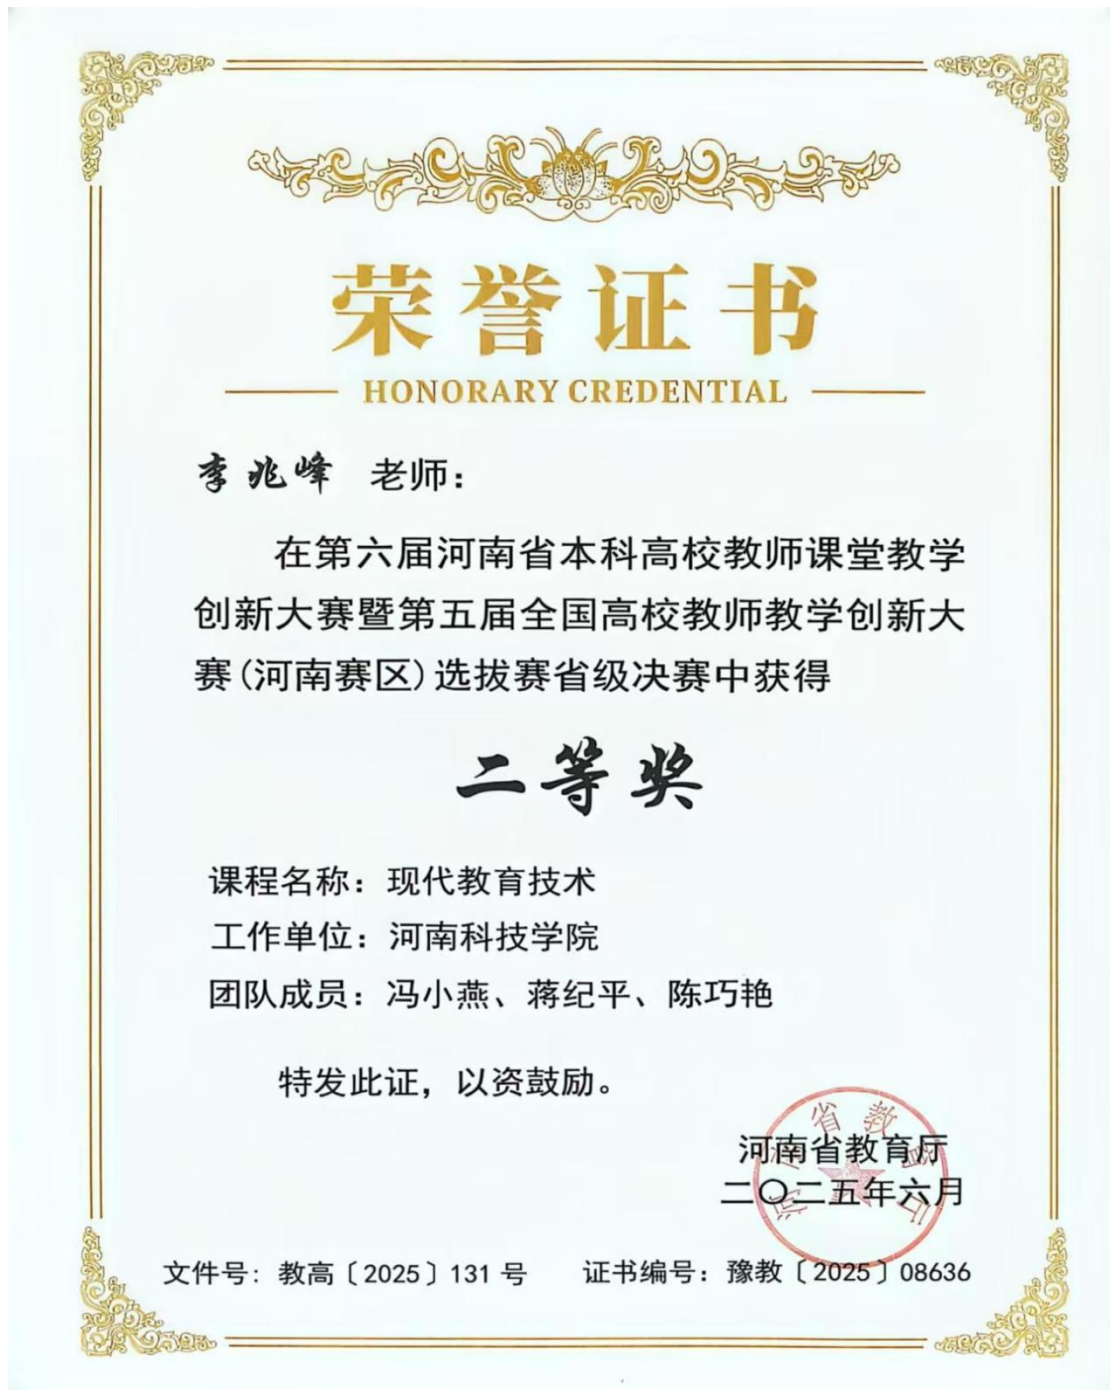 荣誉证书
HONORARY CREDENTIAL
李兆峰 老师：
在第六届河南省本科高校教师课堂教学
创新大赛暨第五届全国高校教师教学创新大
赛(河南赛区)选拔赛省级决赛中获得
二等奖
课程名称：现代教育技术
工作单位：河南科技学院
团队成员：冯小燕、蒋纪平、陈巧艳
特发此证，以资鼓励。
河南省教育厅
河南省教育厅
二〇二五年六月
文件号：教高〔2025〕131 号 证书编号：豫教〔2025〕08636